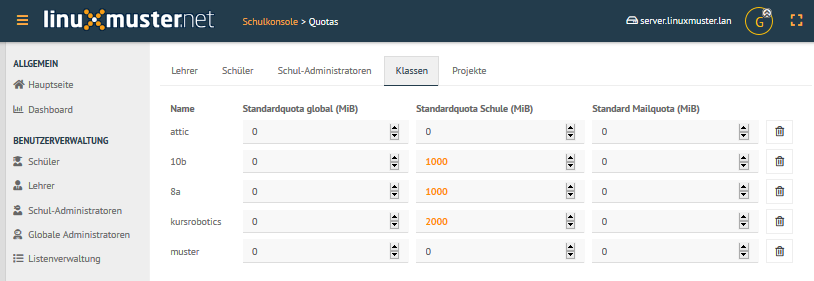 linuxmuster.net
Schulkonsole > Quotas
server.linuxmuster.lan
G
ALLGEMEIN
Hauptseite
Dashboard
BENUTZERVERWALTUNG
Schüler
Lehrer
Schul-Administratoren
Globale Administratoren
Listenverwaltung
Lehrer Schüler Schul-Administratoren Klassen Projekte
Name Standardquota global (MiB) Standardquota Schule (MiB) Standard Mailquota (MiB)
attic 0 0 0
10b 0 1000 0
8a 0 1000 0
kursrobotics 0 2000 0
muster 0 0 0